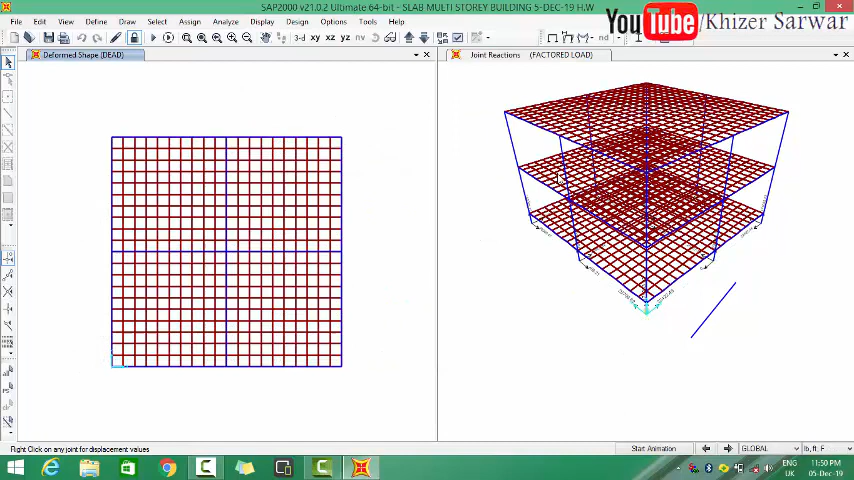 SAP2000 v21.0.2 Ultimate 64-bit - SLAB MULTI STOREY BUILDING 5-DEC-19 H.W
YouTube/Khizer Sarwar
File Edit View Define Draw Select Assign Analyze Display Design Options Tools Help
3-d xy xz yz nv
nd
Deformed Shape (DEAD)
Joint Reactions (FACTORED LOAD)
Right Click on any joint for displacement values
Start Animation
GLOBAL
lb, ft, F
ENG
UK
11:50 PM
05-Dec-19